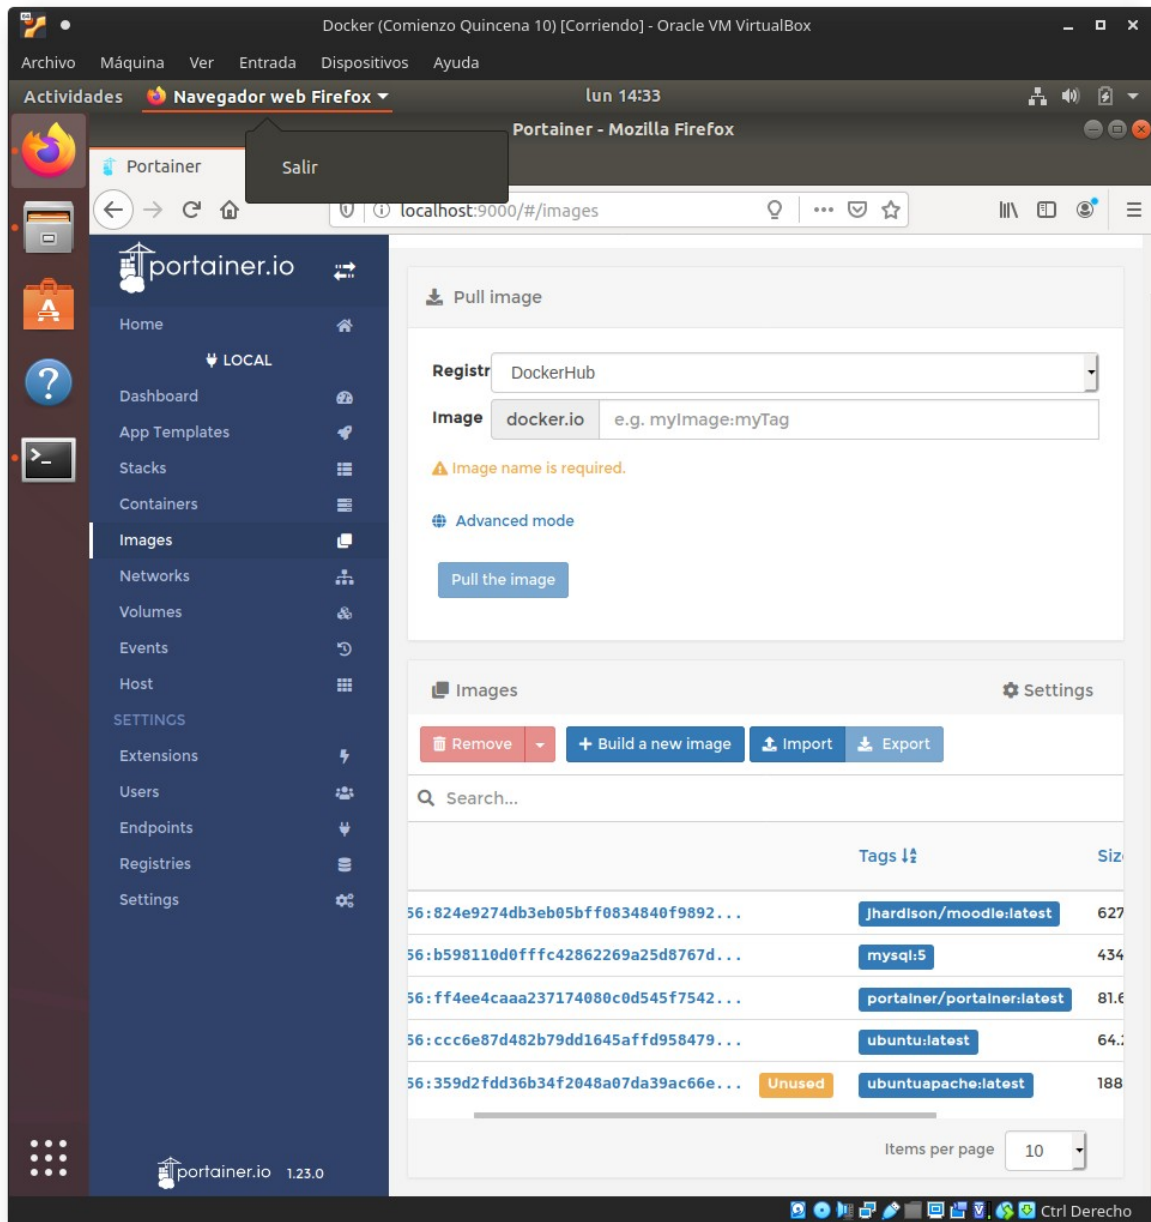 Docker (Comienzo Quincena 10) [Corriendo] - Oracle VM VirtualBox
Archivo Máquina Ver Entrada Dispositivos Ayuda
Actividades Navegador web Firefox lun 14:33
Portainer - Mozilla Firefox
Portainer
Salir
localhost:9000/#/images
portainer.io
Home
LOCAL
Dashboard
App Templates
Stacks
Containers
Images
Networks
Volumes
Events
Host
SETTINGS
Extensions
Users
Endpoints
Registries
Settings
portainer.io 1.23.0
Pull image
Registr DockerHub
Image docker.io e.g. myImage:myTag
Image name is required.
Advanced mode
Pull the image
Images Settings
Remove + Build a new image Import Export
Search...
Tags Siz
56:824e9274db3eb05bff0834840f9892... jhardison/moodle:latest 627
56:b598110d0fffc42862269a25d8767d... mysql:5 434
56:ff4ee4caaa237174080c0d545f7542... portainer/portainer:latest 81.6
56:ccc6e87d482b79dd1645affd958479... ubuntu:latest 64.2
56:359d2fdd36b34f2048a07da39ac66e... Unused ubuntuapache:latest 188
Items per page 10
Ctrl Derecho